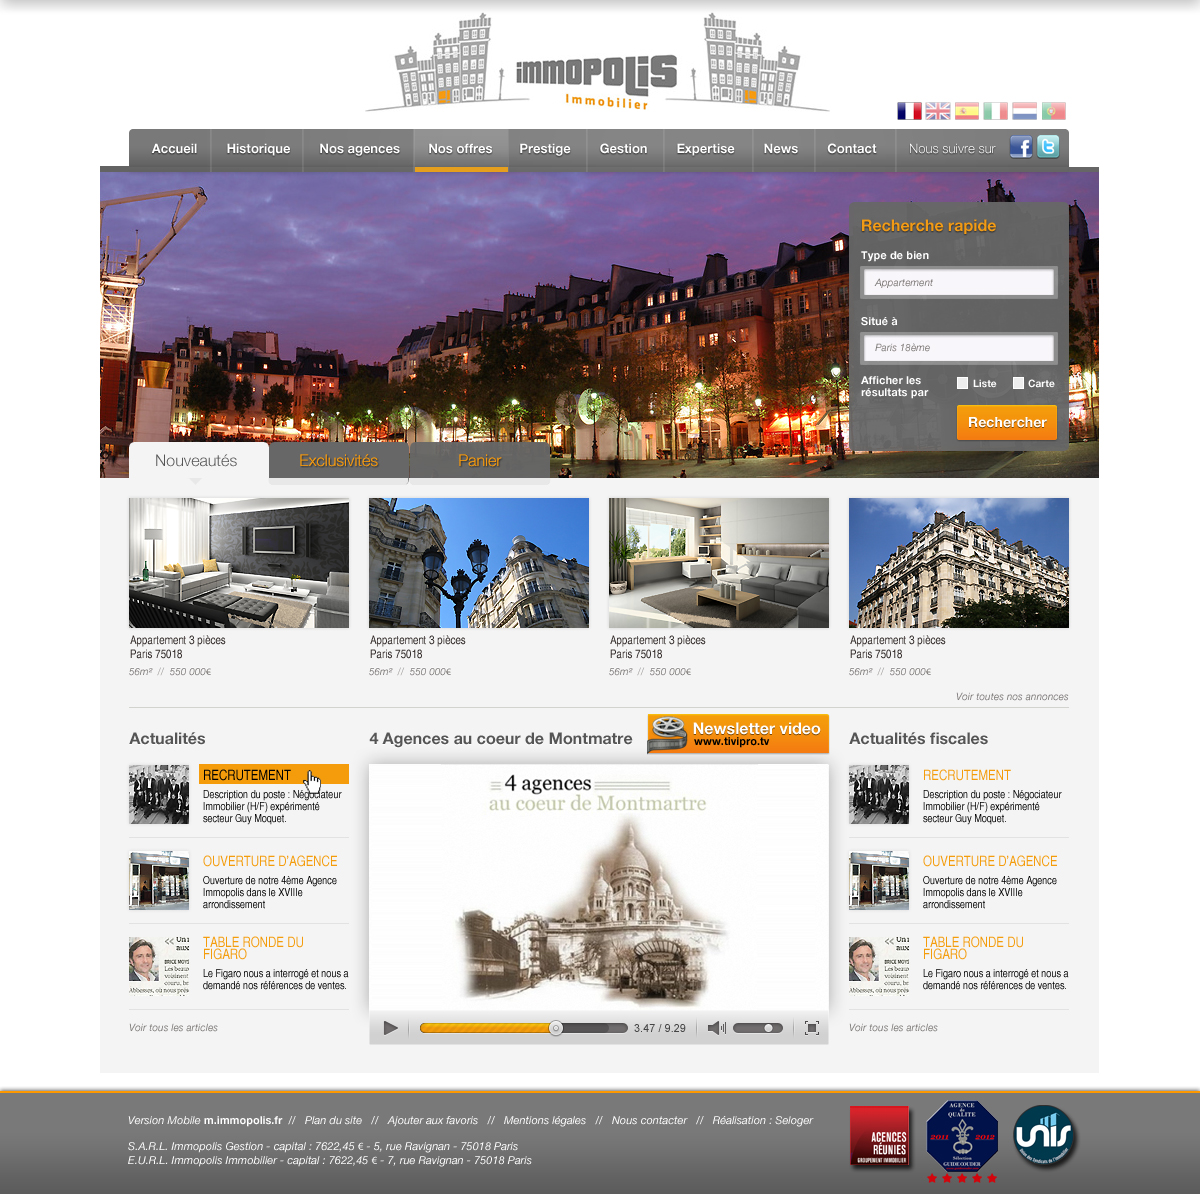 immopolis
Immobilier
Accueil
Historique
Nos agences
Nos offres
Prestige
Gestion
Expertise
News
Contact
Nous suivre sur
Recherche rapide
Type de bien
Appartement
Situé à
Paris 18ème
Afficher les
résultats par
Liste
Carte
Rechercher
Nouveautés
Exclusivités
Panier
Appartement 3 pièces
Paris 75018
56m² // 550 000€
Appartement 3 pièces
Paris 75018
56m² // 550 000€
Appartement 3 pièces
Paris 75018
56m² // 550 000€
Appartement 3 pièces
Paris 75018
56m² // 550 000€
Voir toutes nos annonces
Actualités
RECRUTEMENT
Description du poste : Négociateur
Immobilier (H/F) expérimenté
secteur Guy Moquet.
OUVERTURE D'AGENCE
Ouverture de notre 4ème Agence
Immopolis dans le XVIIIe
arrondissement
TABLE RONDE DU
FIGARO
Le Figaro nous a interrogé et nous a
demandé nos références de ventes.
Voir tous les articles
4 Agences au coeur de Montmatre
Newsletter video
www.tivipro.tv
4 agences
au coeur de Montmartre
3.47 / 9.29
Actualités fiscales
RECRUTEMENT
Description du poste : Négociateur
Immobilier (H/F) expérimenté
secteur Guy Moquet.
OUVERTURE D'AGENCE
Ouverture de notre 4ème Agence
Immopolis dans le XVIIIe
arrondissement
TABLE RONDE DU
FIGARO
Le Figaro nous a interrogé et nous a
demandé nos références de ventes.
Voir tous les articles
Version Mobile m.immopolis.fr // Plan du site // Ajouter aux favoris // Mentions légales // Nous contacter // Réalisation : Seloger
S.A.R.L. Immopolis Gestion - capital : 7622,45 € - 5, rue Ravignan - 75018 Paris
E.U.R.L. Immopolis Immobilier - capital : 7622,45 € - 7, rue Ravignan - 75018 Paris
AGENCES
RÉUNIES
GROUPEMENT IMMOBILIER
AGENCE
de
QUALITÉ
2011 2012
Sélection
GUIDE COUDER
unis